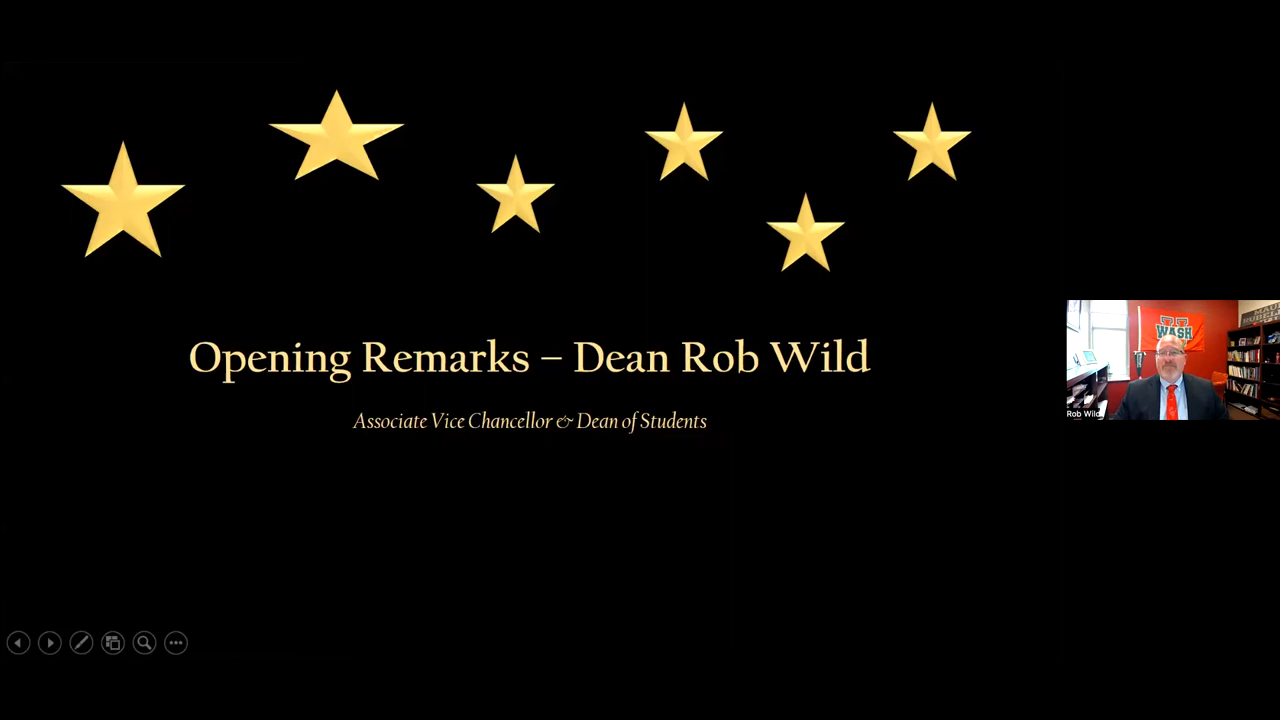 Opening Remarks – Dean Rob Wild
Associate Vice Chancellor & Dean of Students
WASH
Rob Wild